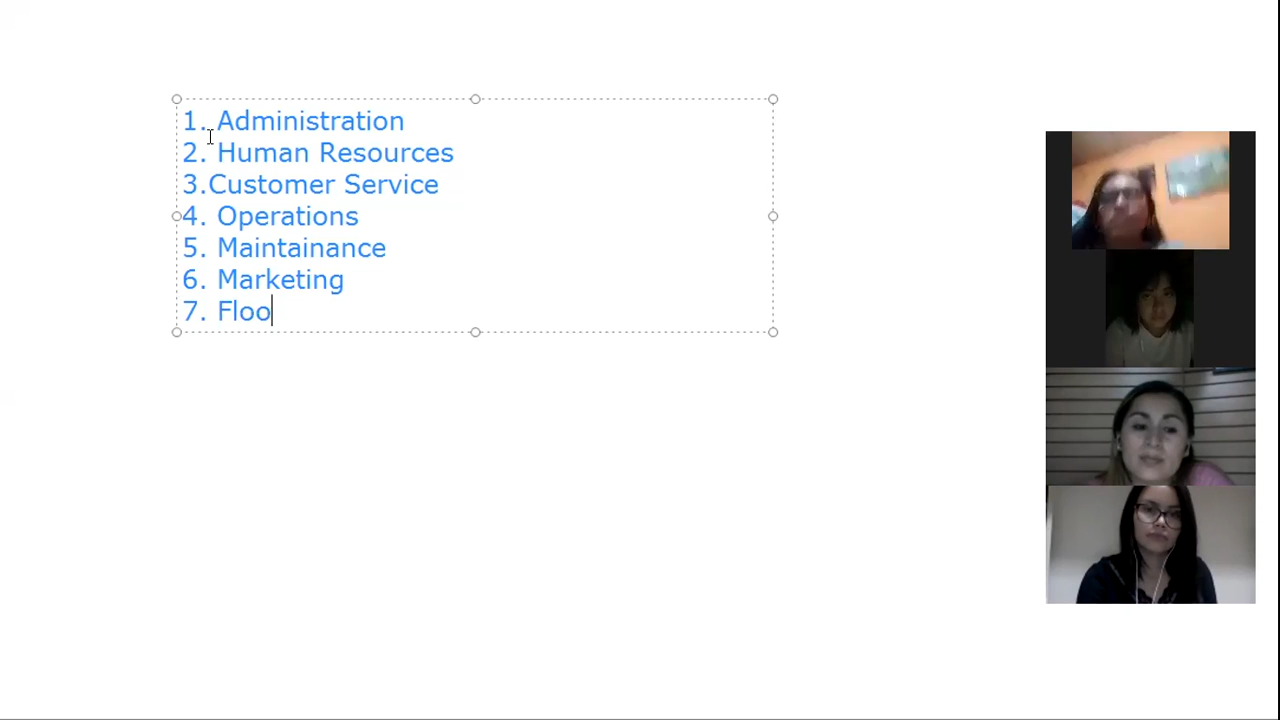 1. Administration
2. Human Resources
3.Customer Service
4. Operations
5. Maintainance
6. Marketing
7. Floo